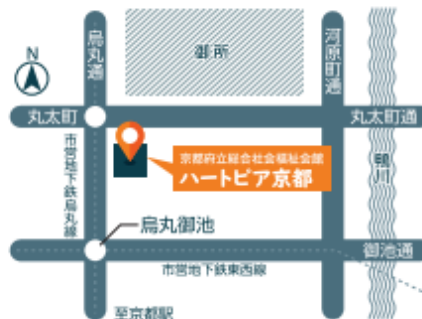 N
烏丸通
御所
河原町通
丸太町
丸太町通
市営地下鉄烏丸線
京都府立総合社会福祉会館
ハートピア京都
鴨川
烏丸御池
御池通
市営地下鉄東西線
至京都駅